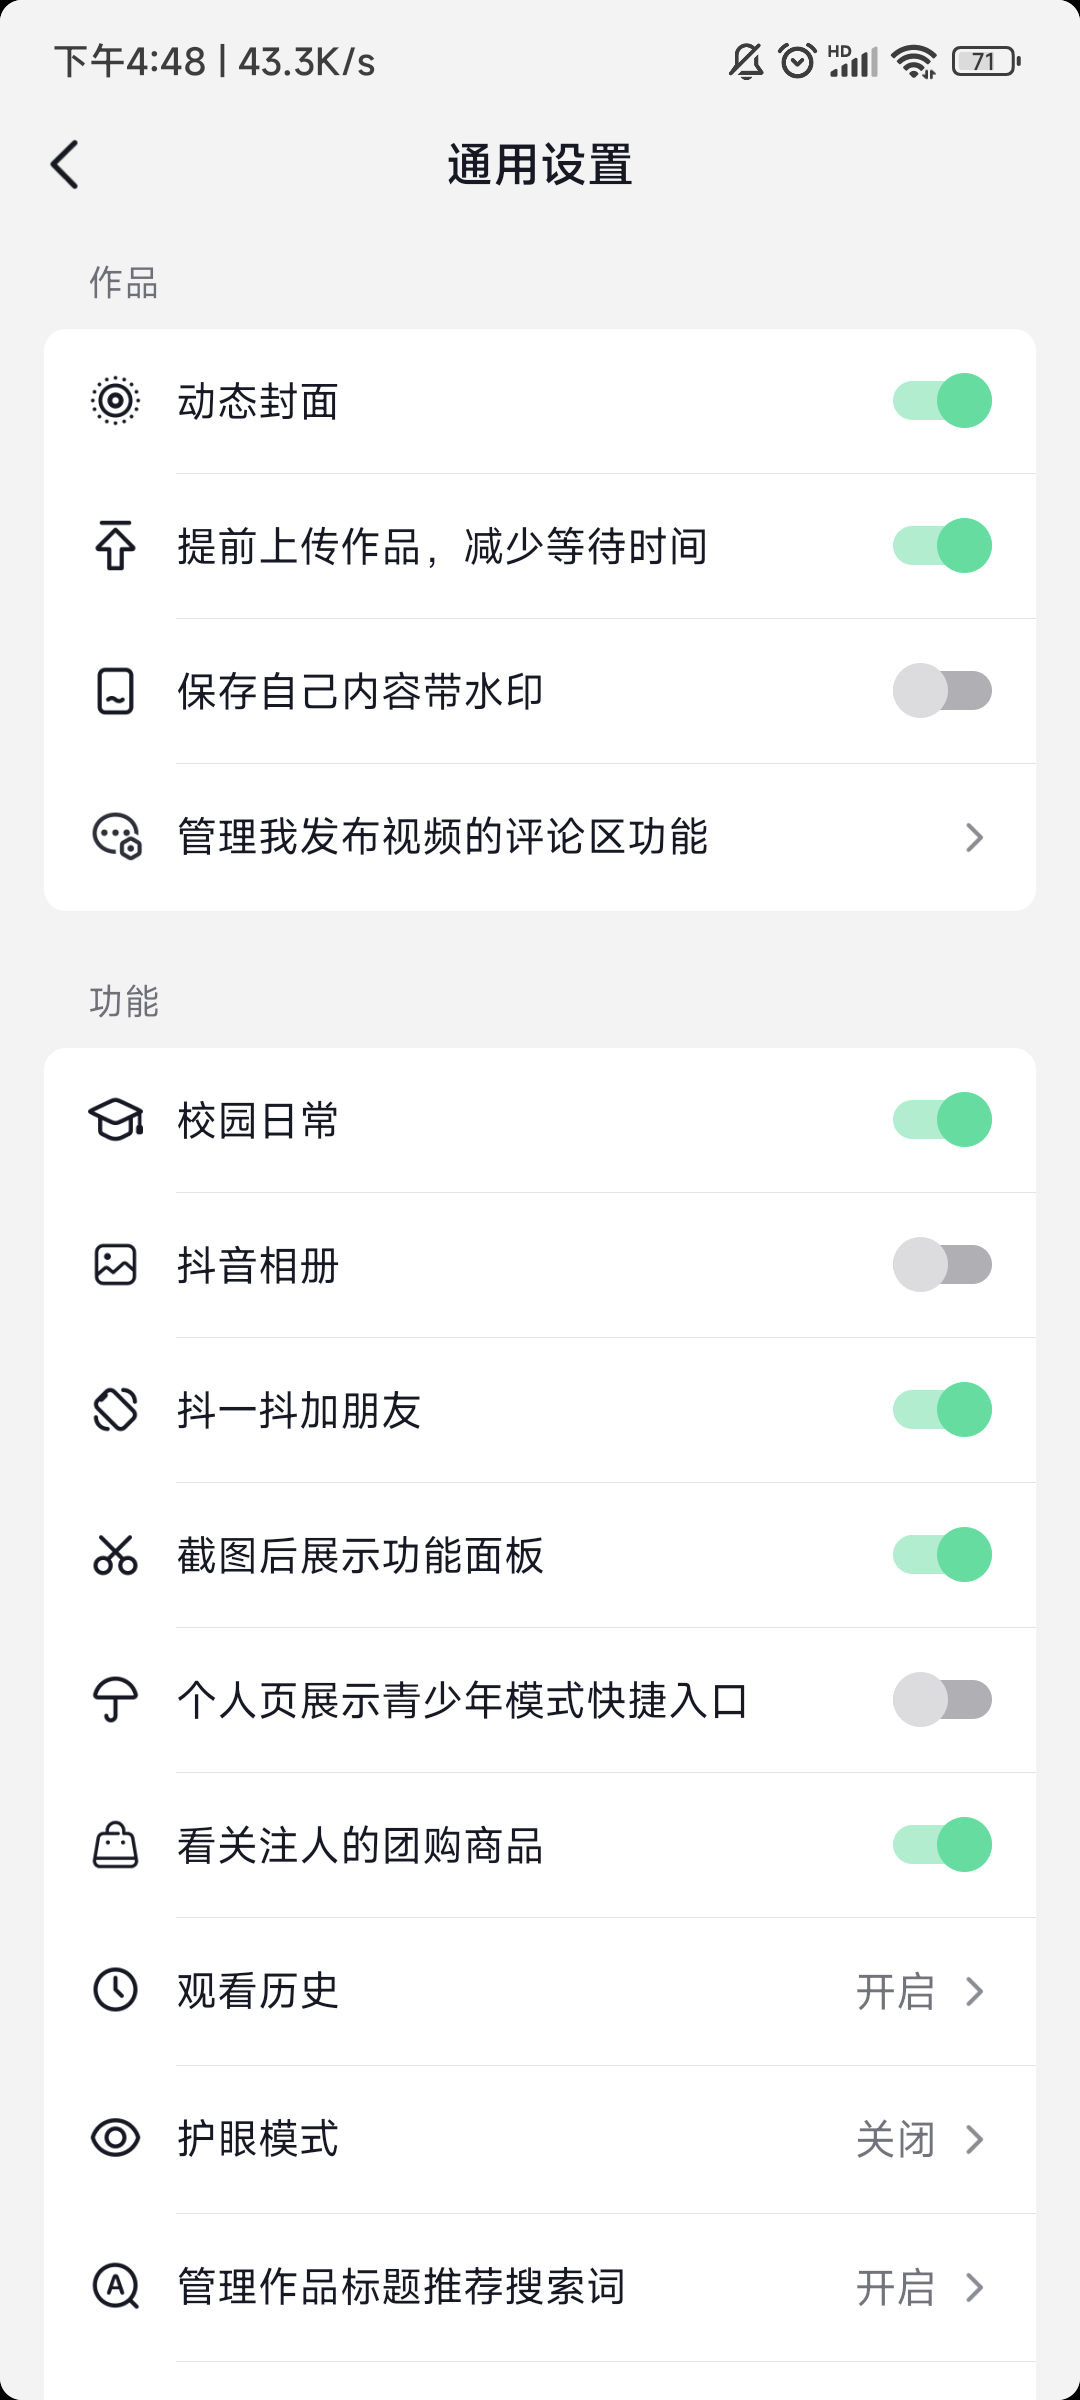 下午4:48 | 43.3K/s
HD
71
通用设置
作品
动态封面
提前上传作品，减少等待时间
保存自己内容带水印
管理我发布视频的评论区功能
功能
校园日常
抖音相册
抖一抖加朋友
截图后展示功能面板
个人页展示青少年模式快捷入口
看关注人的团购商品
观看历史 开启
护眼模式 关闭
A
管理作品标题推荐搜索词 开启